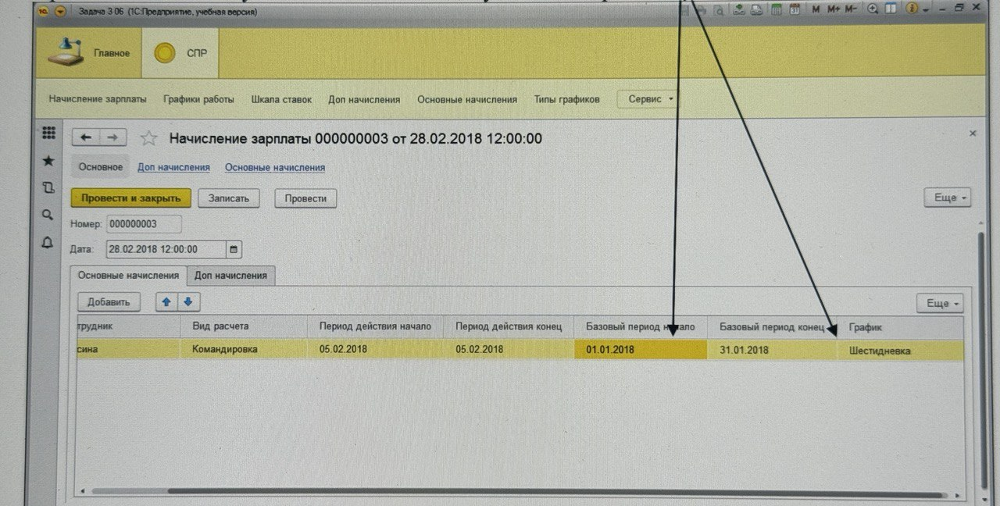 Задача 3 06 (1С:Предприятие, учебная версия)
M M+ M-
Главное
СПР
Начисление зарплаты Графики работы Шкала ставок Доп начисления Основные начисления Типы графиков Сервис
Начисление зарплаты 000000003 от 28.02.2018 12:00:00
Основное Доп начисления Основные начисления
Провести и закрыть Записать Провести Еще
Номер: 000000003
Дата: 28.02.2018 12:00:00
Основные начисления Доп начисления
Добавить Еще
трудник Вид расчета Период действия начало Период действия конец Базовый период начало Базовый период конец График
сина Командировка 05.02.2018 05.02.2018 01.01.2018 31.01.2018 Шестидневка